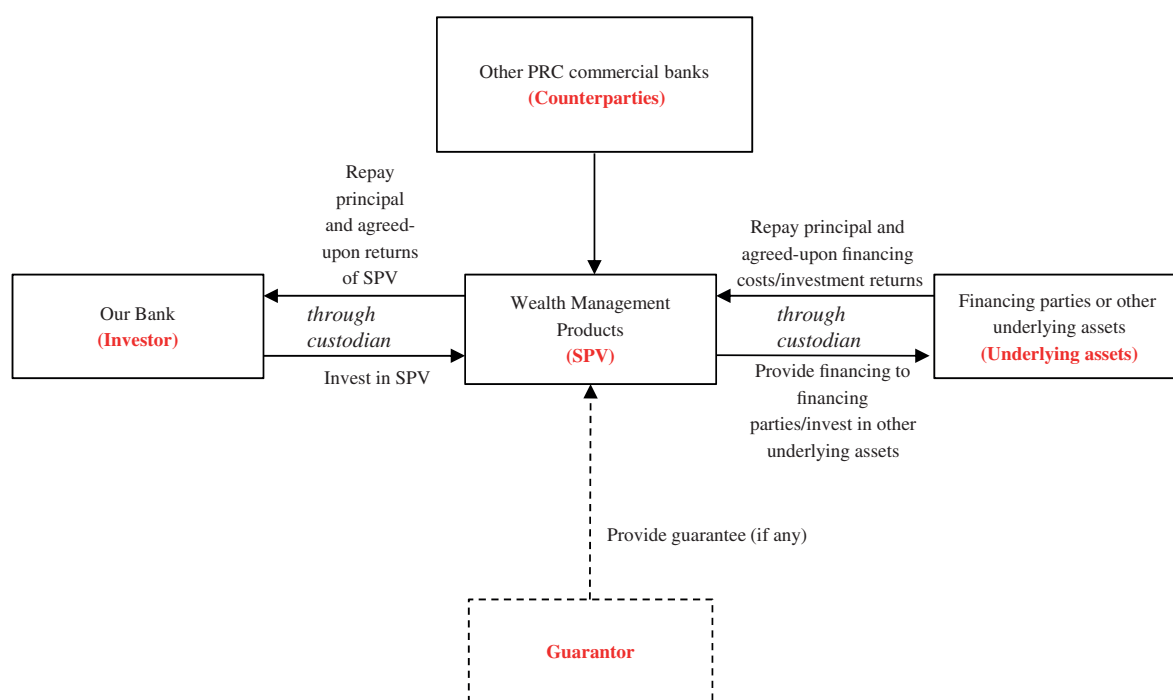 Other PRC commercial banks
(Counterparties)
Repay
principal
and agreed-
upon returns
of SPV
Repay principal and
agreed-upon financing
costs/investment returns
Our Bank
(Investor)
through
custodian
Invest in SPV
Wealth Management
Products
(SPV)
through
custodian
Provide financing to
financing
parties/invest in other
underlying assets
Financing parties or other
underlying assets
(Underlying assets)
Provide guarantee (if any)
Guarantor